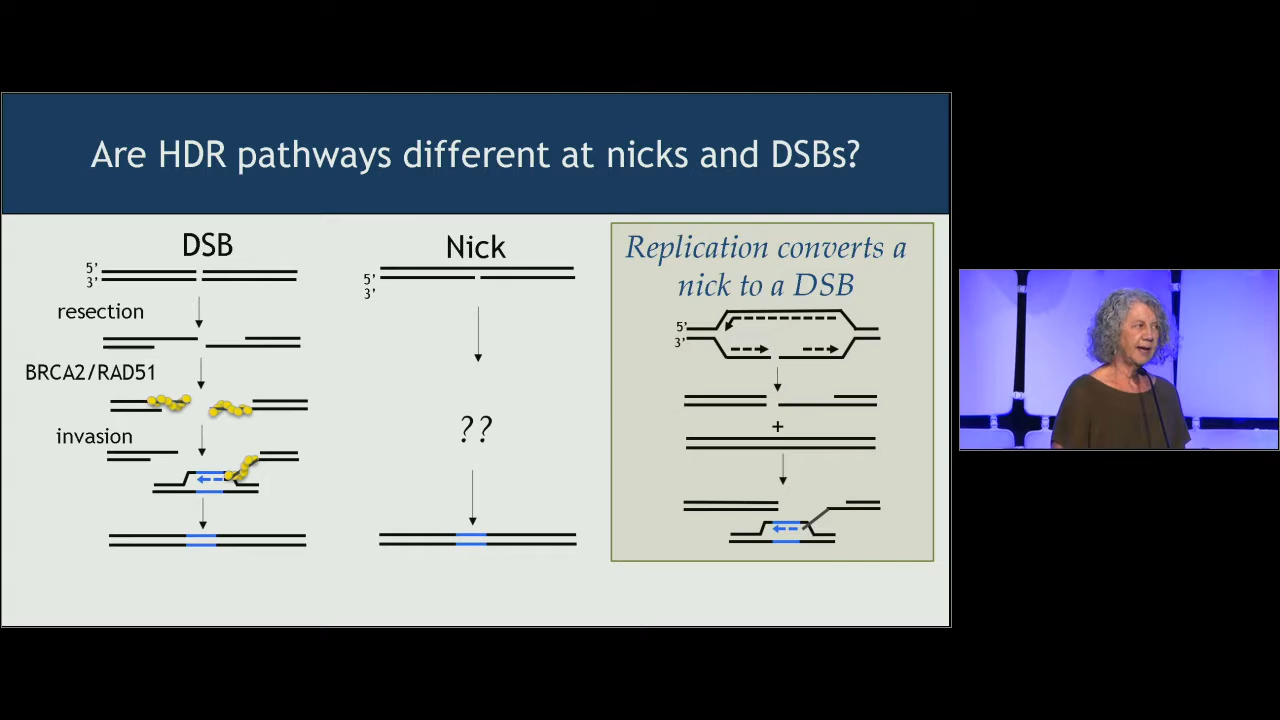 Are HDR pathways different at nicks and DSBs?
DSB
5’
3’
resection
BRCA2/RAD51
invasion
Nick
5’
3’
??
Replication converts a
nick to a DSB
5’
3’
+